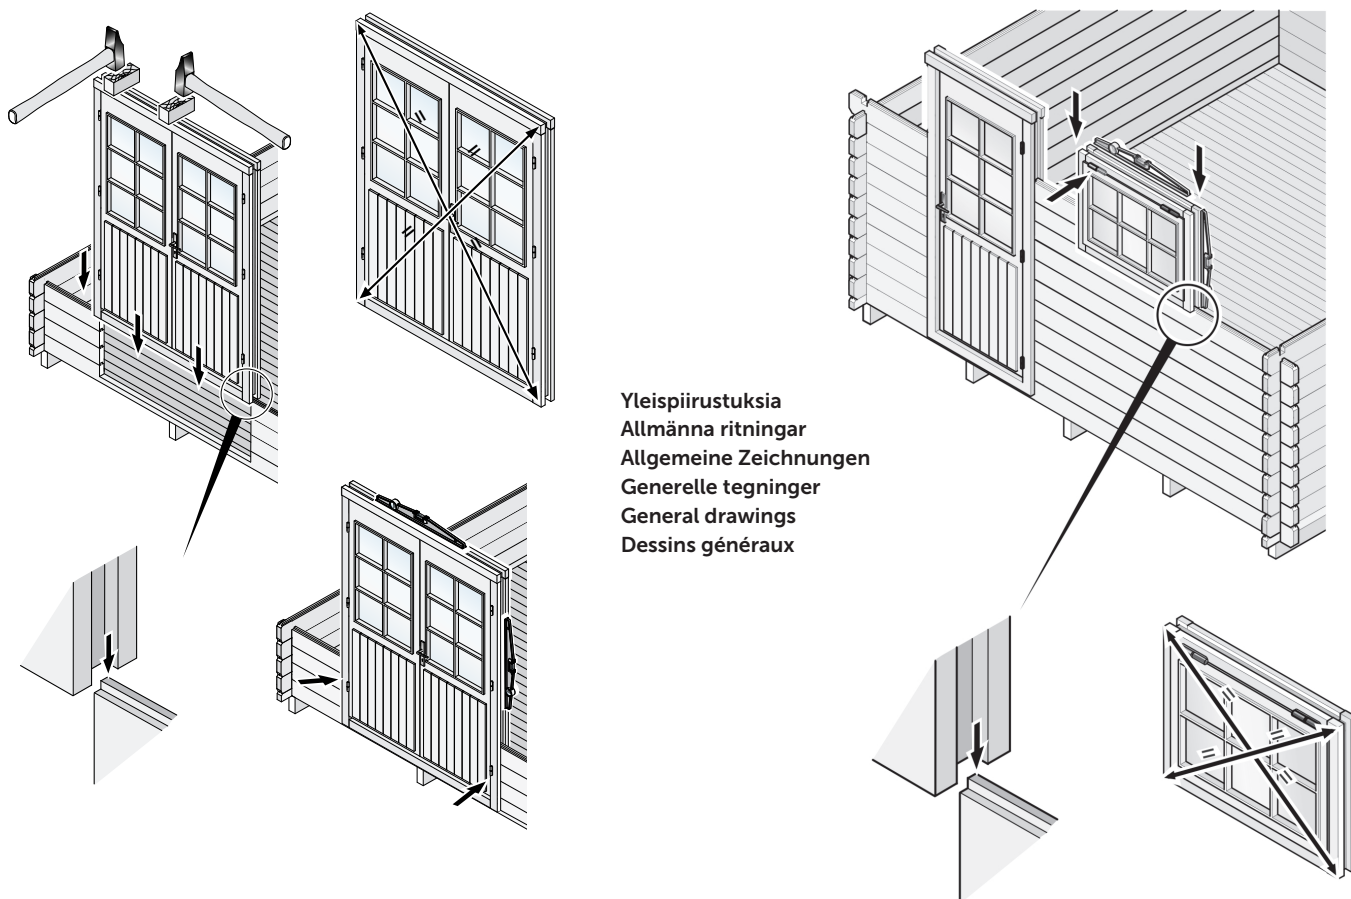 Yleispiirustuksia
Allmänna ritningar
Allgemeine Zeichnungen
Generelle tegninger
General drawings
Dessins généraux